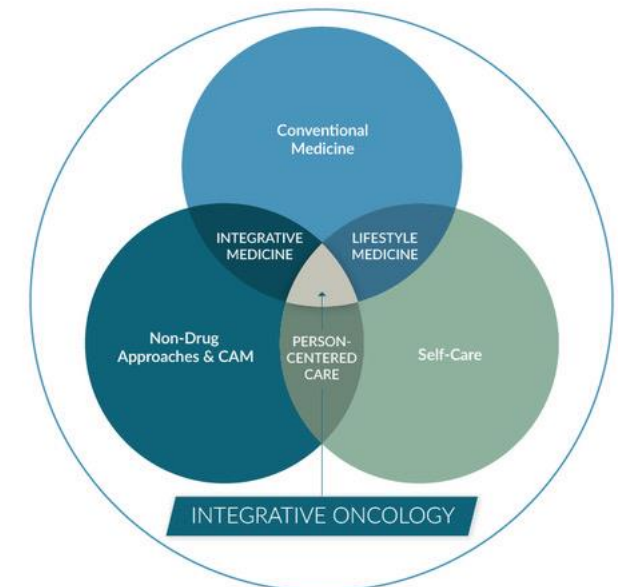 Conventional
Medicine
INTEGRATIVE
MEDICINE
LIFESTYLE
MEDICINE
Non-Drug
Approaches & CAM
PERSON-
CENTERED
CARE
Self-Care
INTEGRATIVE ONCOLOGY